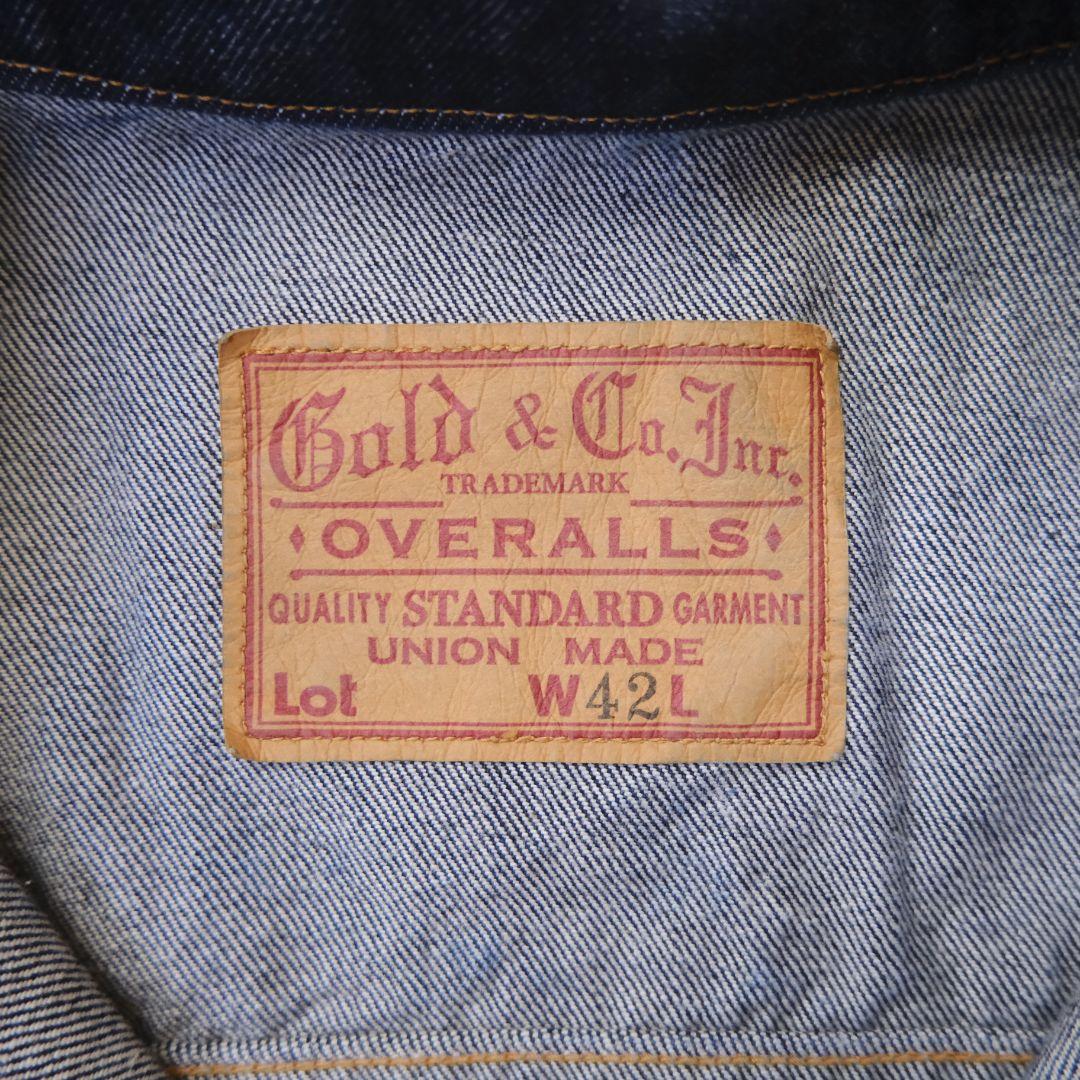 Gold & Co. Inc.
TRADEMARK
OVERALLS
QUALITY STANDARD GARMENT
UNION MADE
Lot W42L